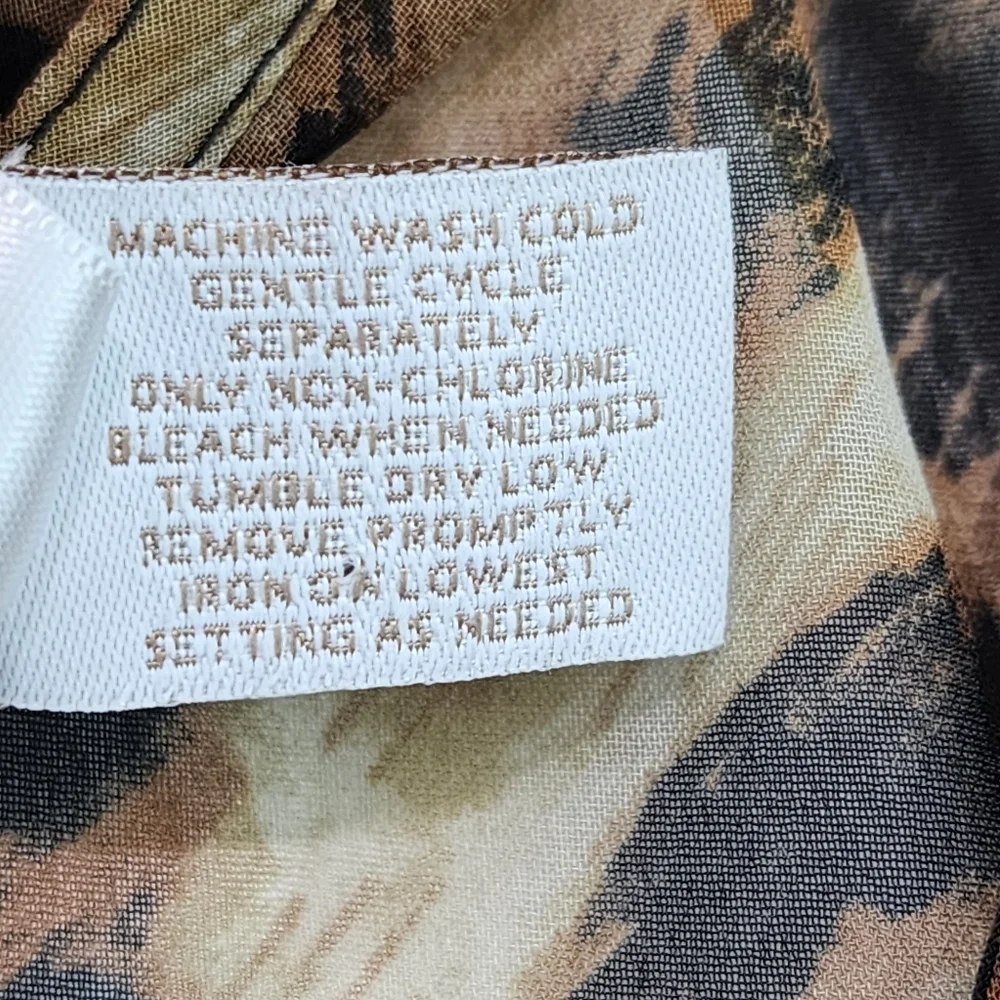 MACHINE WASH COLD
GENTLE CYCLE
SEPARATELY
ONLY NON-CHLORINE
BLEACH WHEN NEEDED
TUMBLE DRY LOW
REMOVE PROMPTLY
IRON ON LOWEST
SETTING AS NEEDED